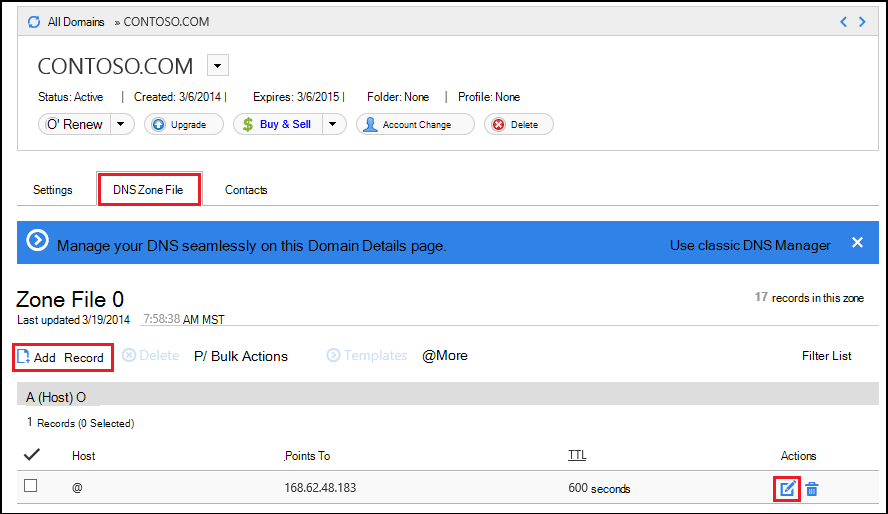 All Domains » CONTOSO.COM
CONTOSO.COM
Status: Active | Created: 3/6/2014 | Expires: 3/6/2015 | Folder: None | Profile: None
O' Renew Upgrade $ Buy & Sell Account Change Delete
Settings DNS Zone File Contacts
Manage your DNS seamlessly on this Domain Details page. Use classic DNS Manager
Zone File 0 17 records in this zone
Last updated 3/19/2014 7:58:38 AM MST
Add Record Delete P/ Bulk Actions Templates @More Filter List
A (Host) O
1 Records (0 Selected)
Host .Points To TTL Actions
@ 168.62.48.183 600 seconds